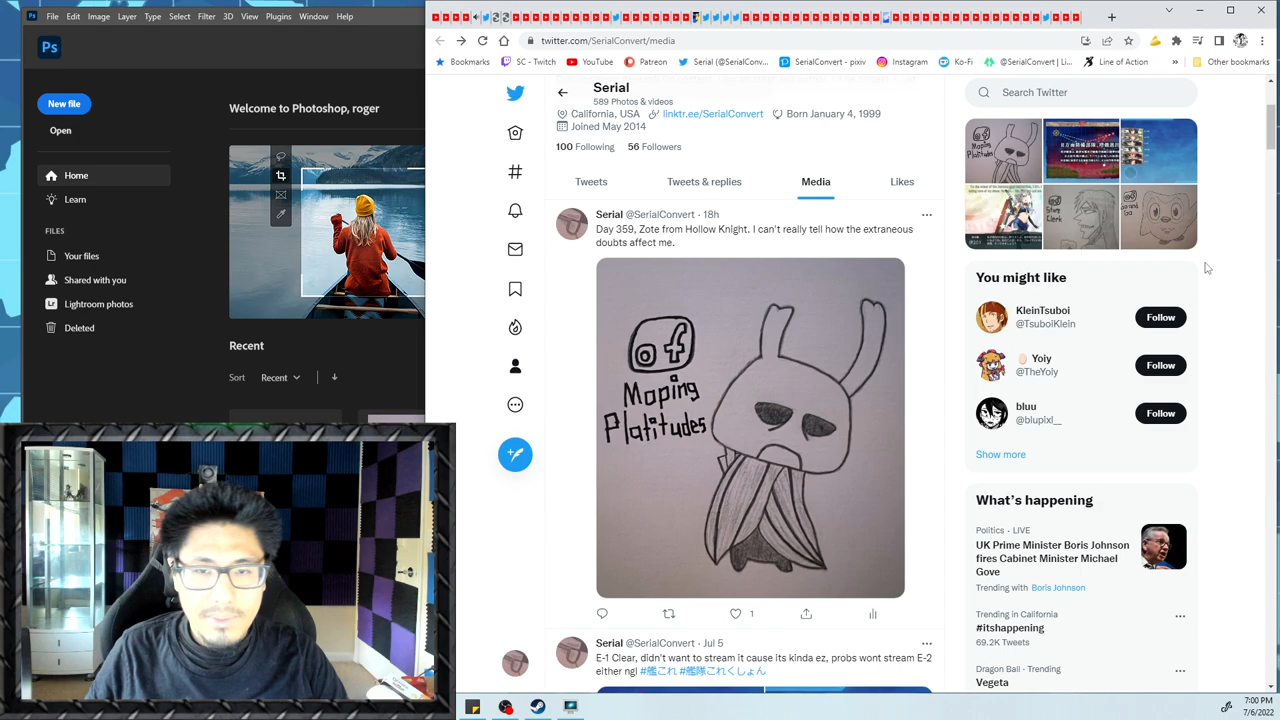 Ps
File Edit Image Layer Type Select Filter 3D View Plugins Window Help
Ps
Welcome to Photoshop, roger
New file
Open
Home
Learn
FILES
Your files
Shared with you
Lr Lightroom photos
Deleted
Recent
Sort Recent
twitter.com/SerialConvert/media
Bookmarks SC - Twitch YouTube Patreon Serial (@SerialConv... SerialConvert - pixiv Instagram Ko-Fi @SerialConvert | Li... Line of Action » Other bookmarks
Serial
589 Photos & videos
California, USA linktr.ee/SerialConvert Born January 4, 1999
Joined May 2014
100 Following 56 Followers
Tweets Tweets & replies Media Likes
Serial @SerialConvert · 18h
Day 359, Zote from Hollow Knight. I can't really tell how the extraneous
doubts affect me.
Moping
Platitudes
1
Serial @SerialConvert · Jul 5
E-1 Clear, didn't want to stream it cause its kinda ez, probs wont stream E-2
either ngl #艦これ #艦隊これくしょん
Search Twitter
Moping
Platitudes
You might like
KleinTsuboi
@TsuboiKlein
Follow
Yoiy
@TheYoiy
Follow
bluu
@blupixl__
Follow
Show more
What's happening
Politics · LIVE
UK Prime Minister Boris Johnson
fires Cabinet Minister Michael
Gove
Trending with Boris Johnson
Trending in California
#itshappening
69.2K Tweets
Dragon Ball · Trending
Vegeta
7:00 PM
7/6/2022